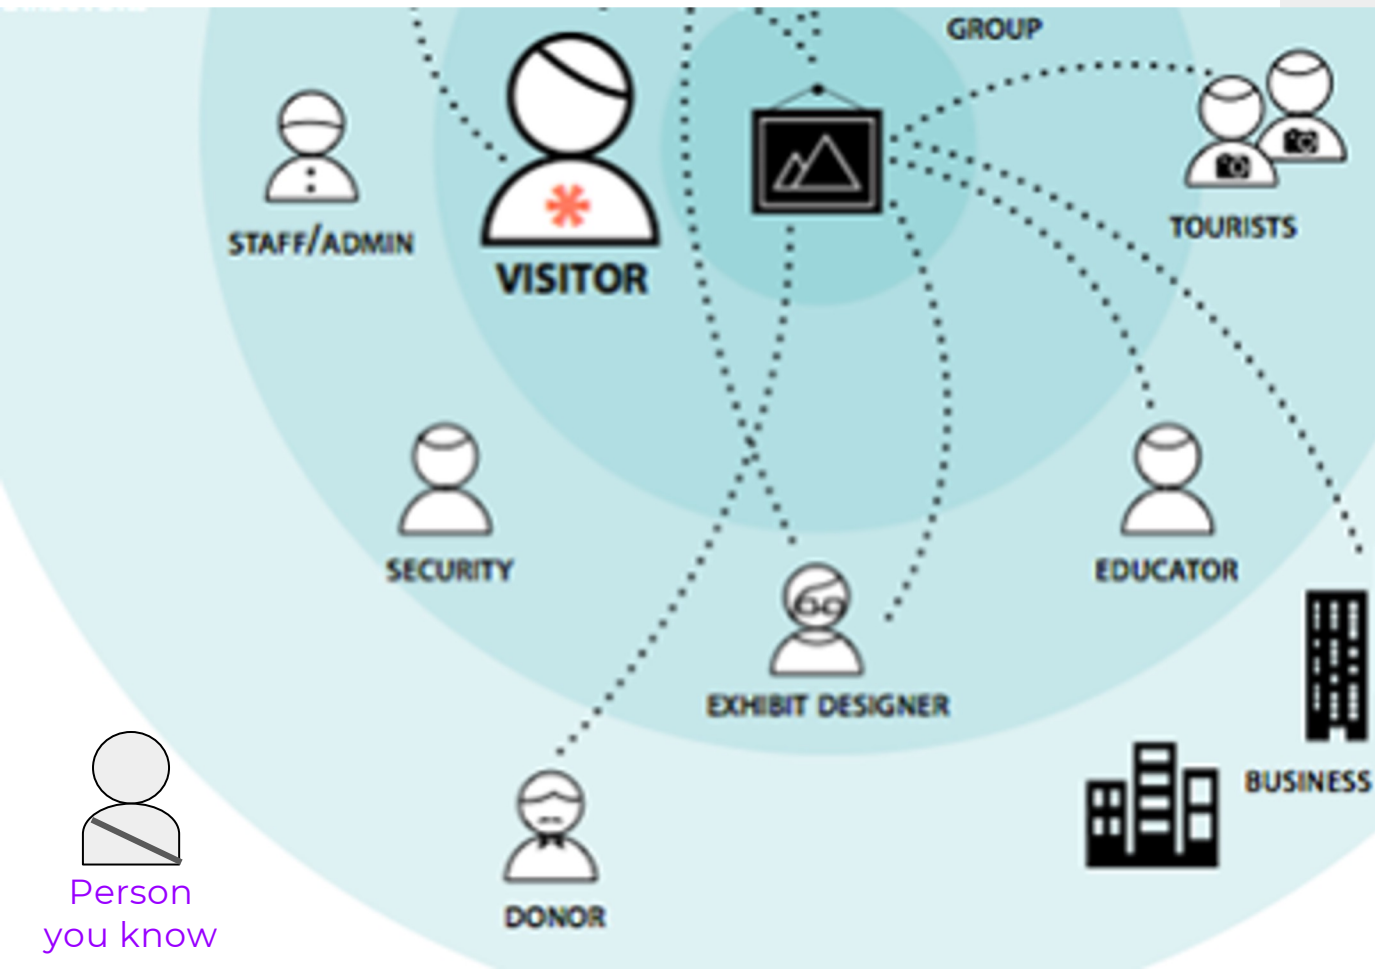 GROUP
STAFF/ADMIN
VISITOR
TOURISTS
SECURITY
EDUCATOR
EXHIBIT DESIGNER
BUSINESS
Person
you know
DONOR